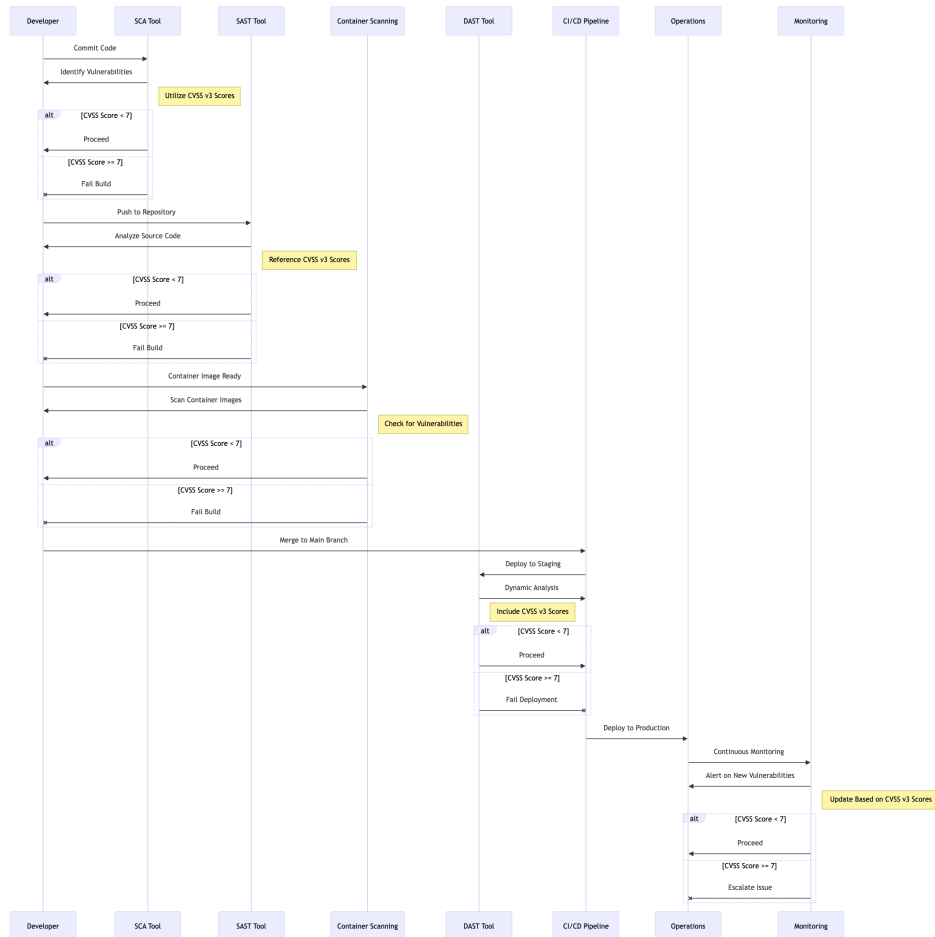 Developer
SCA Tool
SAST Tool
Container Scanning
DAST Tool
CI/CD Pipeline
Operations
Monitoring
Commit Code
Identify Vulnerabilities
Utilize CVSS v3 Scores
alt
[CVSS Score < 7]
Proceed
[CVSS Score >= 7]
Fail Build
Push to Repository
Analyze Source Code
Reference CVSS v3 Scores
alt
[CVSS Score < 7]
Proceed
[CVSS Score >= 7]
Fail Build
Container Image Ready
Scan Container Images
Check for Vulnerabilities
alt
[CVSS Score < 7]
Proceed
[CVSS Score >= 7]
Fail Build
Merge to Main Branch
Deploy to Staging
Dynamic Analysis
Include CVSS v3 Scores
alt
[CVSS Score < 7]
Proceed
[CVSS Score >= 7]
Fail Deployment
Deploy to Production
Continuous Monitoring
Alert on New Vulnerabilities
Update Based on CVSS v3 Scores
alt
[CVSS Score < 7]
Proceed
[CVSS Score >= 7]
Escalate Issue
Developer
SCA Tool
SAST Tool
Container Scanning
DAST Tool
CI/CD Pipeline
Operations
Monitoring